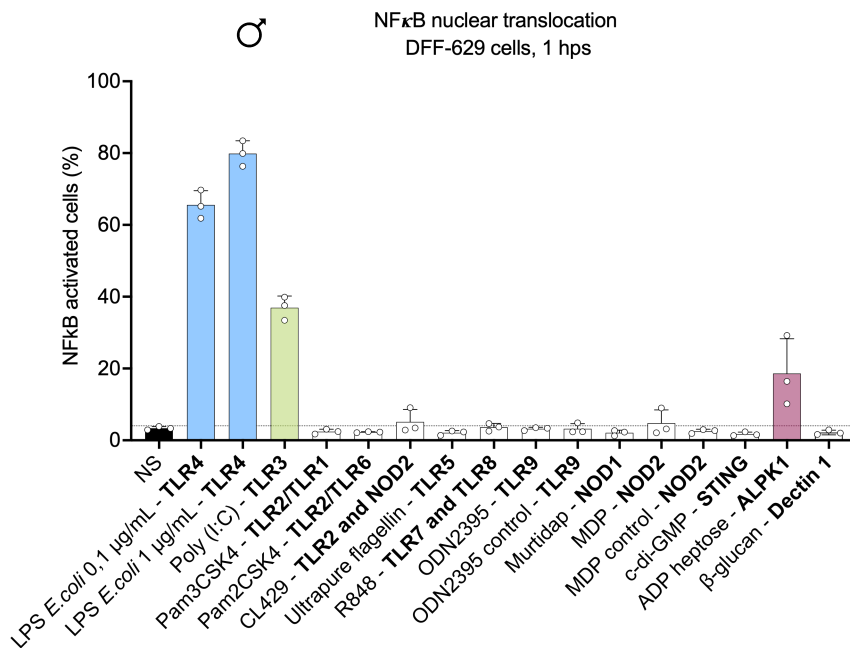 ♂
NFκB nuclear translocation
DFF-629 cells, 1 hps
NFkB activated cells (%)
100
80
60
40
20
0
NS
LPS E.coli 0,1 µg/mL - TLR4
LPS E.coli 1 µg/mL - TLR4
Poly (I:C) - TLR3
Pam3CSK4 - TLR2/TLR1
Pam2CSK4 - TLR2/TLR6
CL429 - TLR2 and NOD2
Ultrapure flagellin - TLR5
R848 - TLR7 and TLR8
ODN2395 - TLR9
ODN2395 control - TLR9
Murtidap - NOD1
MDP - NOD2
MDP control - NOD2
c-di-GMP - STING
ADP heptose - ALPK1
β-glucan - Dectin 1